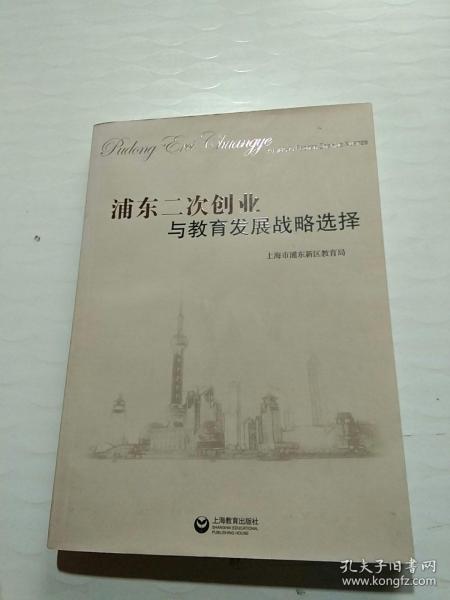 Pudong Erci Chuangye
浦东二次创业
与教育发展战略选择
上海市浦东新区教育局
上海教育出版社
SHANGHAI EDUCATIONAL
PUBLISHING HOUSE
孔夫子旧书网
www.kongfz.com